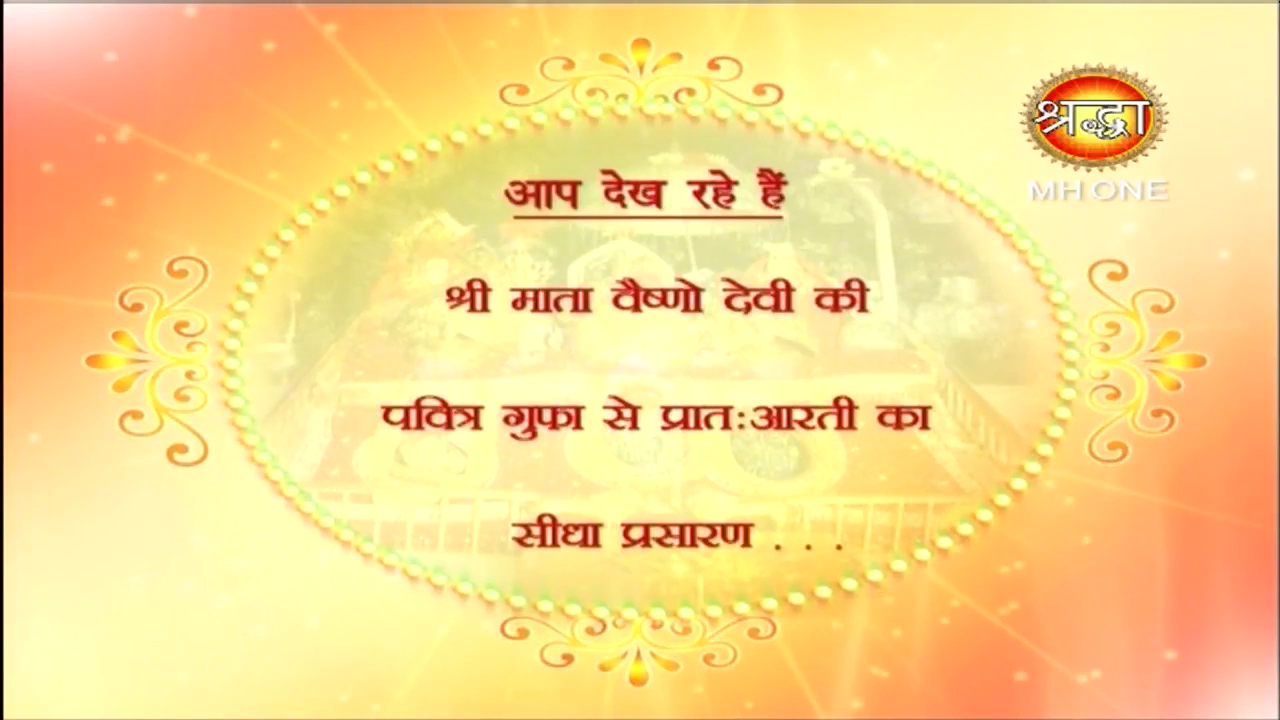 श्रद्धा
MH ONE
आप देख रहे हैं
श्री माता वैष्णो देवी की
पवित्र गुफा से प्रातःआरती का
सीधा प्रसारण . . .